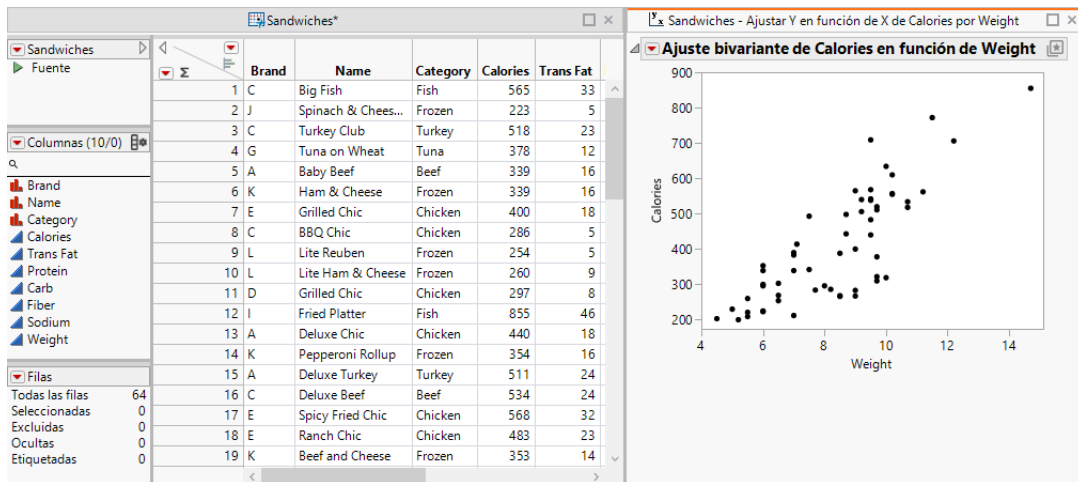 Sandwiches*
Sandwiches - Ajustar Y en función de X de Calories por Weight
Sandwiches
Fuente
Columnas (10/0)
Brand
Name
Category
Calories
Trans Fat
Protein
Carb
Fiber
Sodium
Weight
Filas
Todas las filas 64
Seleccionadas 0
Excluidas 0
Ocultas 0
Etiquetadas 0
Σ Brand Name Category Calories Trans Fat
1 C Big Fish Fish 565 33
2 J Spinach & Chees... Frozen 223 5
3 C Turkey Club Turkey 518 23
4 G Tuna on Wheat Tuna 378 12
5 A Baby Beef Beef 339 16
6 K Ham & Cheese Frozen 339 16
7 E Grilled Chic Chicken 400 18
8 C BBQ Chic Chicken 286 5
9 L Lite Reuben Frozen 254 5
10 L Lite Ham & Cheese Frozen 260 9
11 D Grilled Chic Chicken 297 8
12 I Fried Platter Fish 855 46
13 A Deluxe Chic Chicken 440 18
14 K Pepperoni Rollup Frozen 354 16
15 A Deluxe Turkey Turkey 511 24
16 C Deluxe Beef Beef 534 24
17 E Spicy Fried Chic Chicken 568 32
18 E Ranch Chic Chicken 483 23
19 K Beef and Cheese Frozen 353 14
Ajuste bivariante de Calories en función de Weight
900
800
700
600
500
400
300
200
Calories
4 6 8 10 12 14
Weight